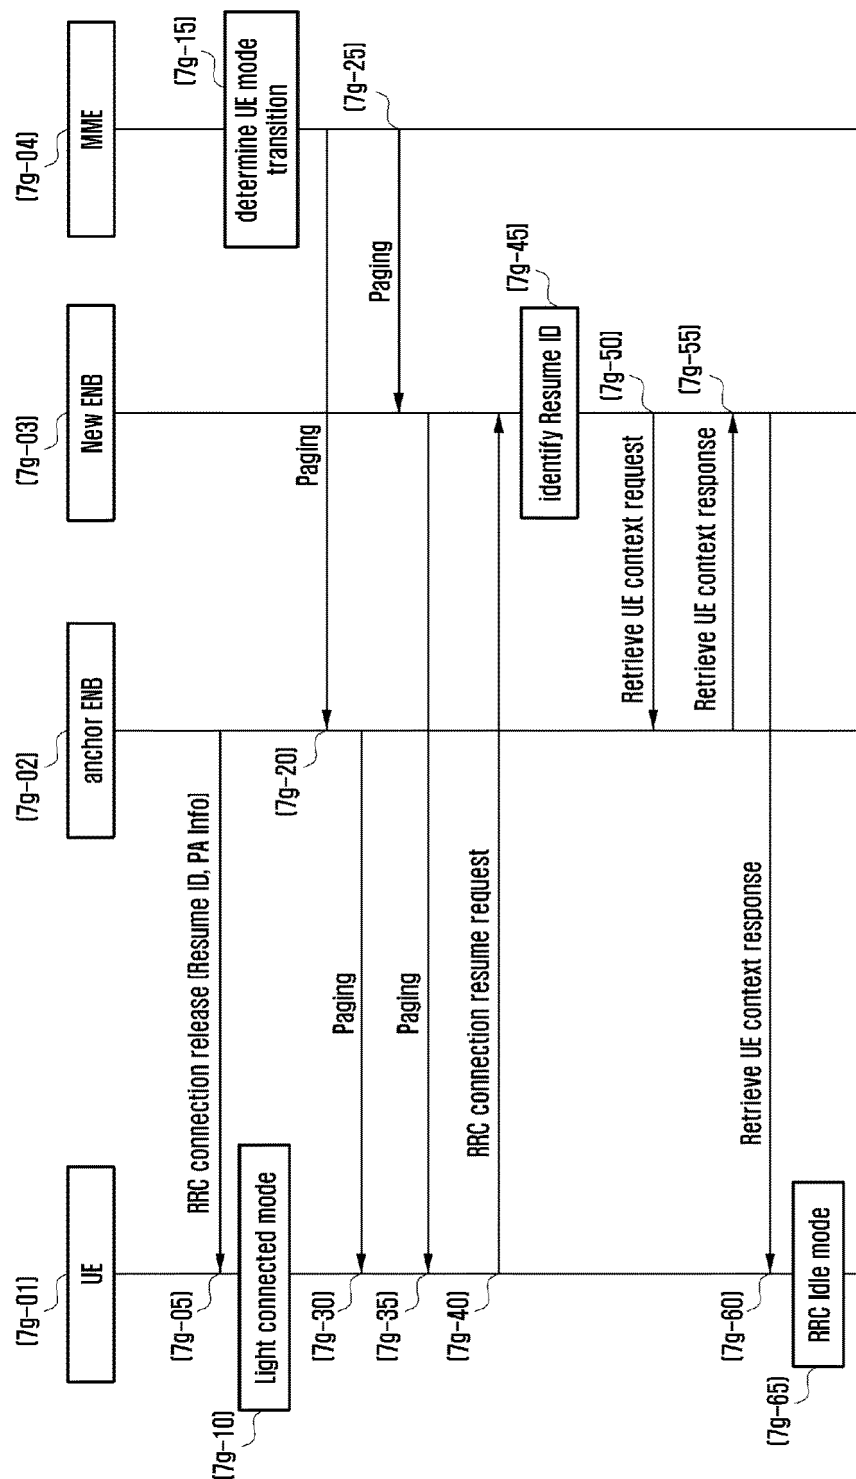 (7g-01)
UE
(7g-02)
anchor ENB
(7g-03)
New ENB
(7g-04)
MME
RRC connection release (Resume ID, PA Info)
(7g-05)
(7g-10)
Light connected mode
(7g-15)
determine UE mode
transition
Paging
(7g-20)
(7g-25)
Paging
Paging
(7g-30)
Paging
(7g-35)
RRC connection resume request
(7g-40)
(7g-45)
identify Resume ID
Retrieve UE context request
(7g-50)
Retrieve UE context response
(7g-55)
Retrieve UE context response
(7g-60)
RRC Idle mode
(7g-65)